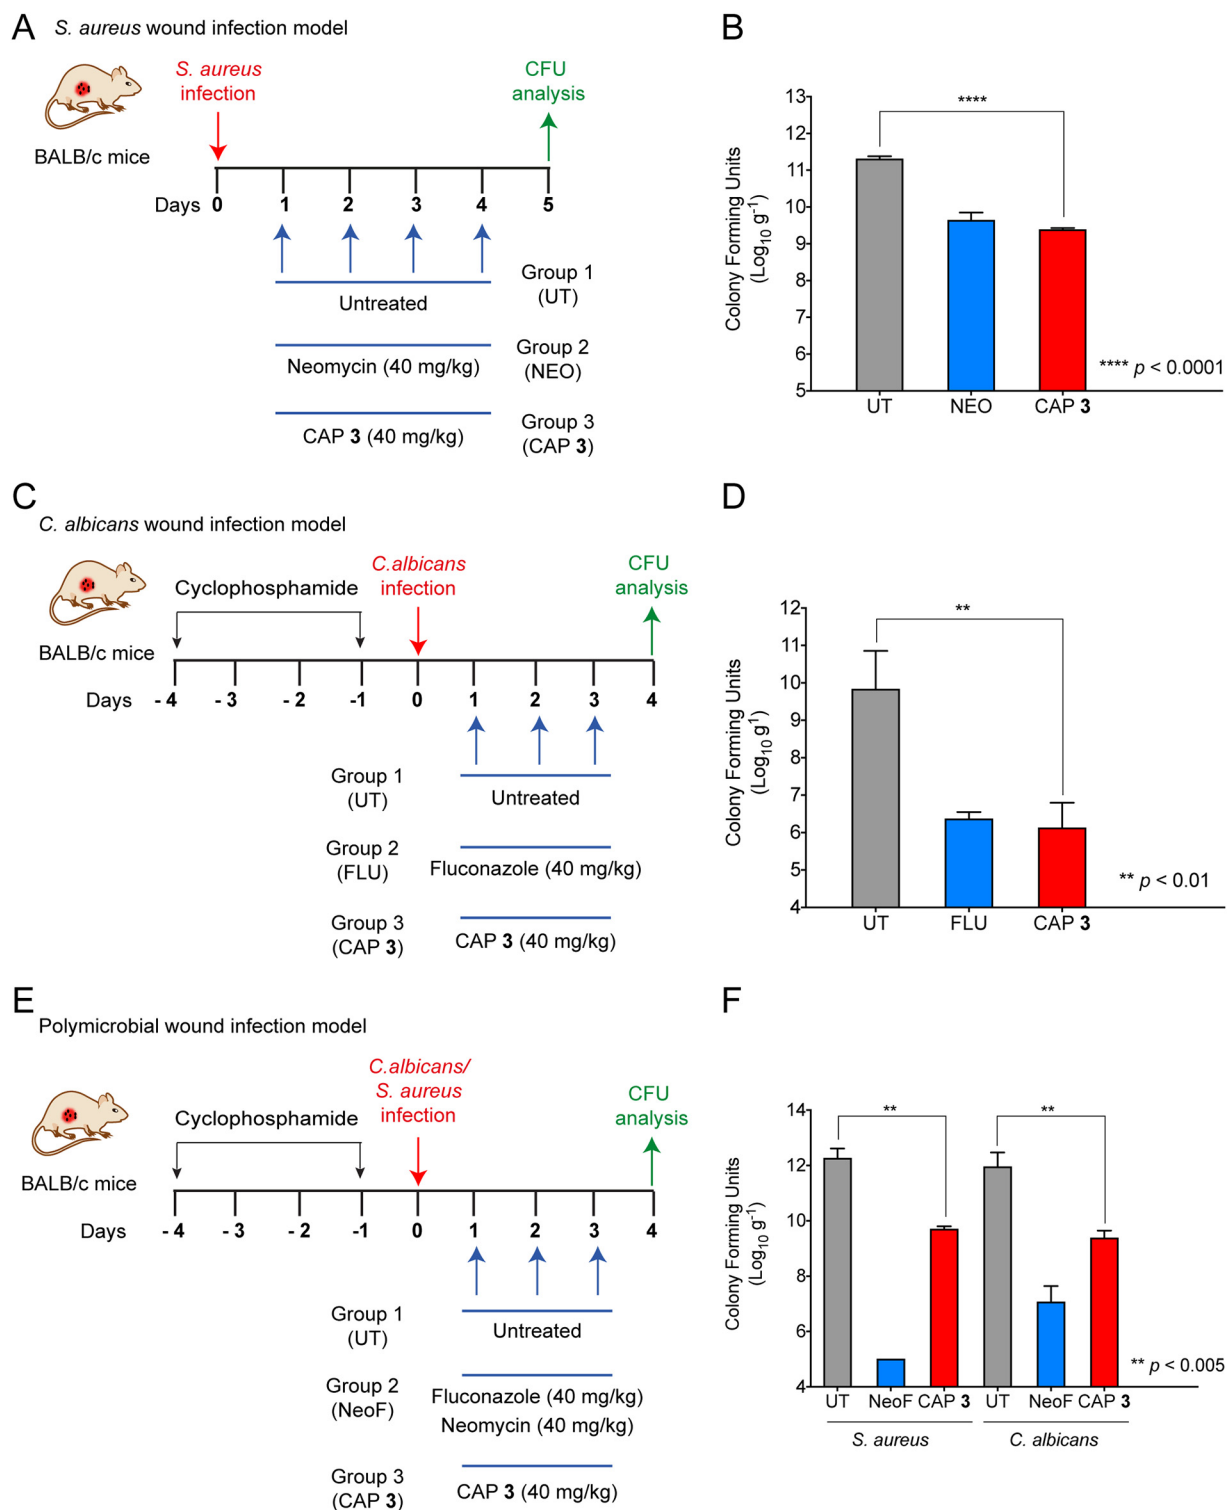 A
S. aureus wound infection model
S. aureus
infection
CFU
analysis
BALB/c mice
Days 0 1 2 3 4 5
Untreated
Group 1
(UT)
Neomycin (40 mg/kg)
Group 2
(NEO)
CAP 3 (40 mg/kg)
Group 3
(CAP 3)
B
Colony Forming Units
(Log10 g-1)
13
12
11
10
9
8
7
6
5
****
**** p < 0.0001
UT NEO CAP 3
C
C. albicans wound infection model
Cyclophosphamide
C.albicans
infection
CFU
analysis
BALB/c mice
Days - 4 - 3 - 2 -1 0 1 2 3 4
Group 1
(UT)
Untreated
Group 2
(FLU)
Fluconazole (40 mg/kg)
Group 3
(CAP 3)
CAP 3 (40 mg/kg)
D
Colony Forming Units
(Log10 g1)
12
11
10
9
8
7
6
5
4
**
** p < 0.01
UT FLU CAP 3
E
Polymicrobial wound infection model
Cyclophosphamide
C.albicans/
S. aureus
infection
CFU
analysis
BALB/c mice
Days - 4 - 3 - 2 -1 0 1 2 3 4
Group 1
(UT)
Untreated
Group 2
(NeoF)
Fluconazole (40 mg/kg)
Neomycin (40 mg/kg)
Group 3
(CAP 3)
CAP 3 (40 mg/kg)
F
Colony Forming Units
(Log10 g-1)
14
12
10
8
6
4
** **
** p < 0.005
UT NeoF CAP 3 UT NeoF CAP 3
S. aureus C. albicans